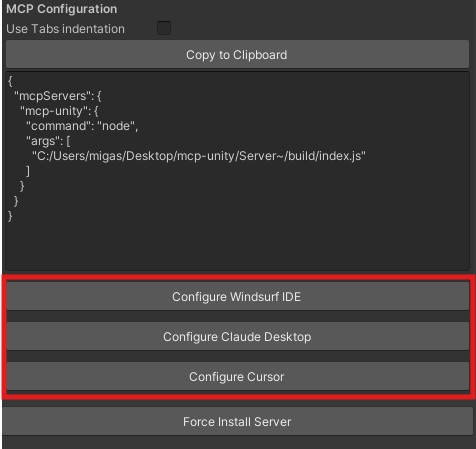 MCP Configuration
Use Tabs indentation
Copy to Clipboard
{
  "mcpServers": {
    "mcp-unity": {
      "command": "node",
      "args": [
        "C:/Users/migas/Desktop/mcp-unity/Server~/build/index.js"
      ]
    }
  }
}
Configure Windsurf IDE
Configure Claude Desktop
Configure Cursor
Force Install Server